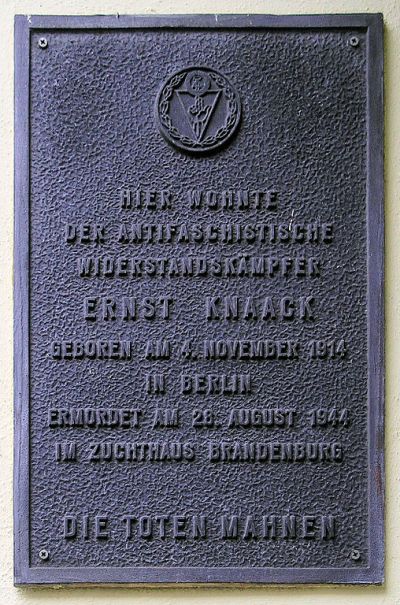 HIER WOHNTE
DER ANTIFASCHISTISCHE
WIDERSTANDSKÄMPFER
ERNST KNAACK
GEBOREN AM 4. NOVEMBER 1914
IN BERLIN
ERMORDET AM 28. AUGUST 1944
IM ZUCHTHAUS BRANDENBURG
DIE TOTEN MAHNEN